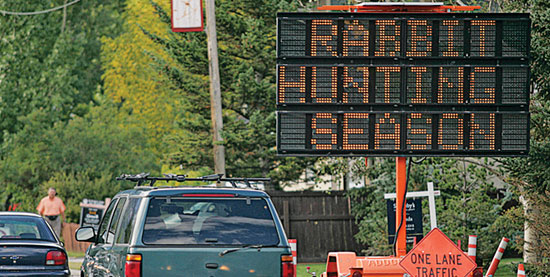 RABBIT
HUNTING
SEASON
ONE LANE
TRAFFIC